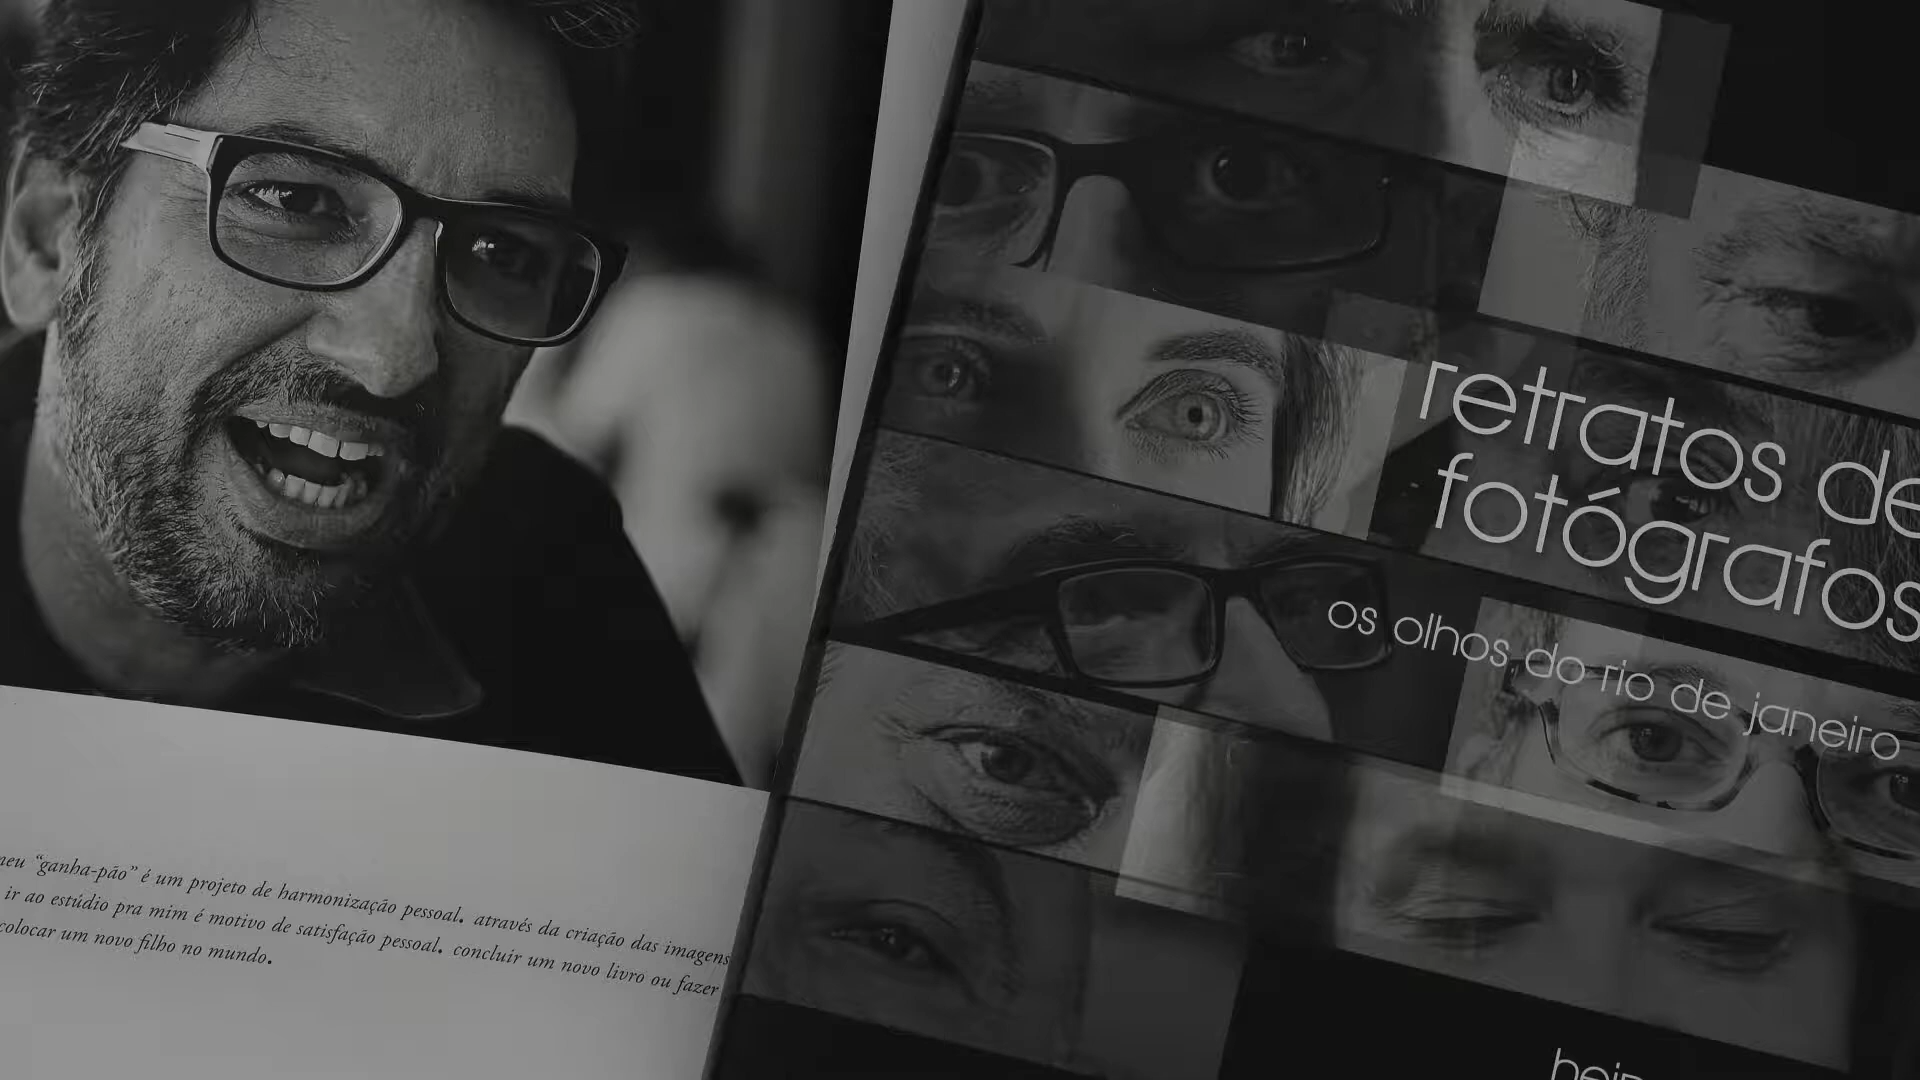 meu “ganha-pão” é um projeto de harmonização pessoal. através da criação das imagens
ir ao estúdio pra mim é motivo de satisfação pessoal. concluir um novo livro ou fazer
colocar um novo filho no mundo.
retratos de
fotógrafos
os olhos do rio de janeiro